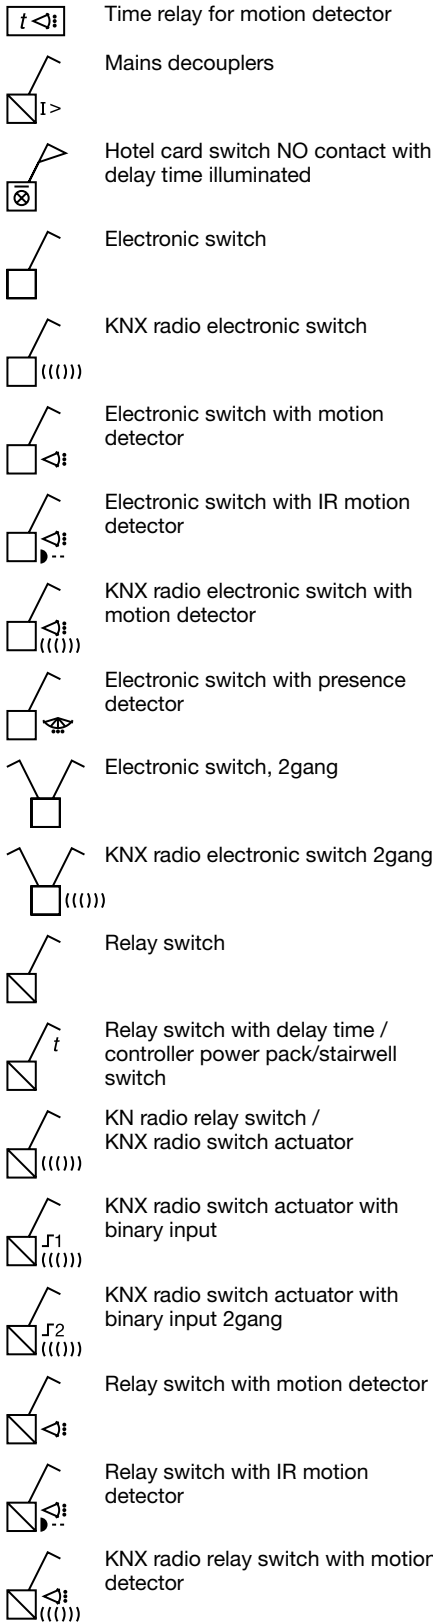 t
Time relay for motion detector
Mains decouplers
I >
Hotel card switch NO contact with
delay time illuminated
Electronic switch
KNX radio electronic switch
Electronic switch with motion
detector
Electronic switch with IR motion
detector
KNX radio electronic switch with
motion detector
Electronic switch with presence
detector
Electronic switch, 2gang
KNX radio electronic switch 2gang
Relay switch
Relay switch with delay time /
t
controller power pack/stairwell
switch
KN radio relay switch /
KNX radio switch actuator
KNX radio switch actuator with
binary input
1
KNX radio switch actuator with
binary input 2gang
2
Relay switch with motion detector
Relay switch with IR motion
detector
KNX radio relay switch with motion
detector